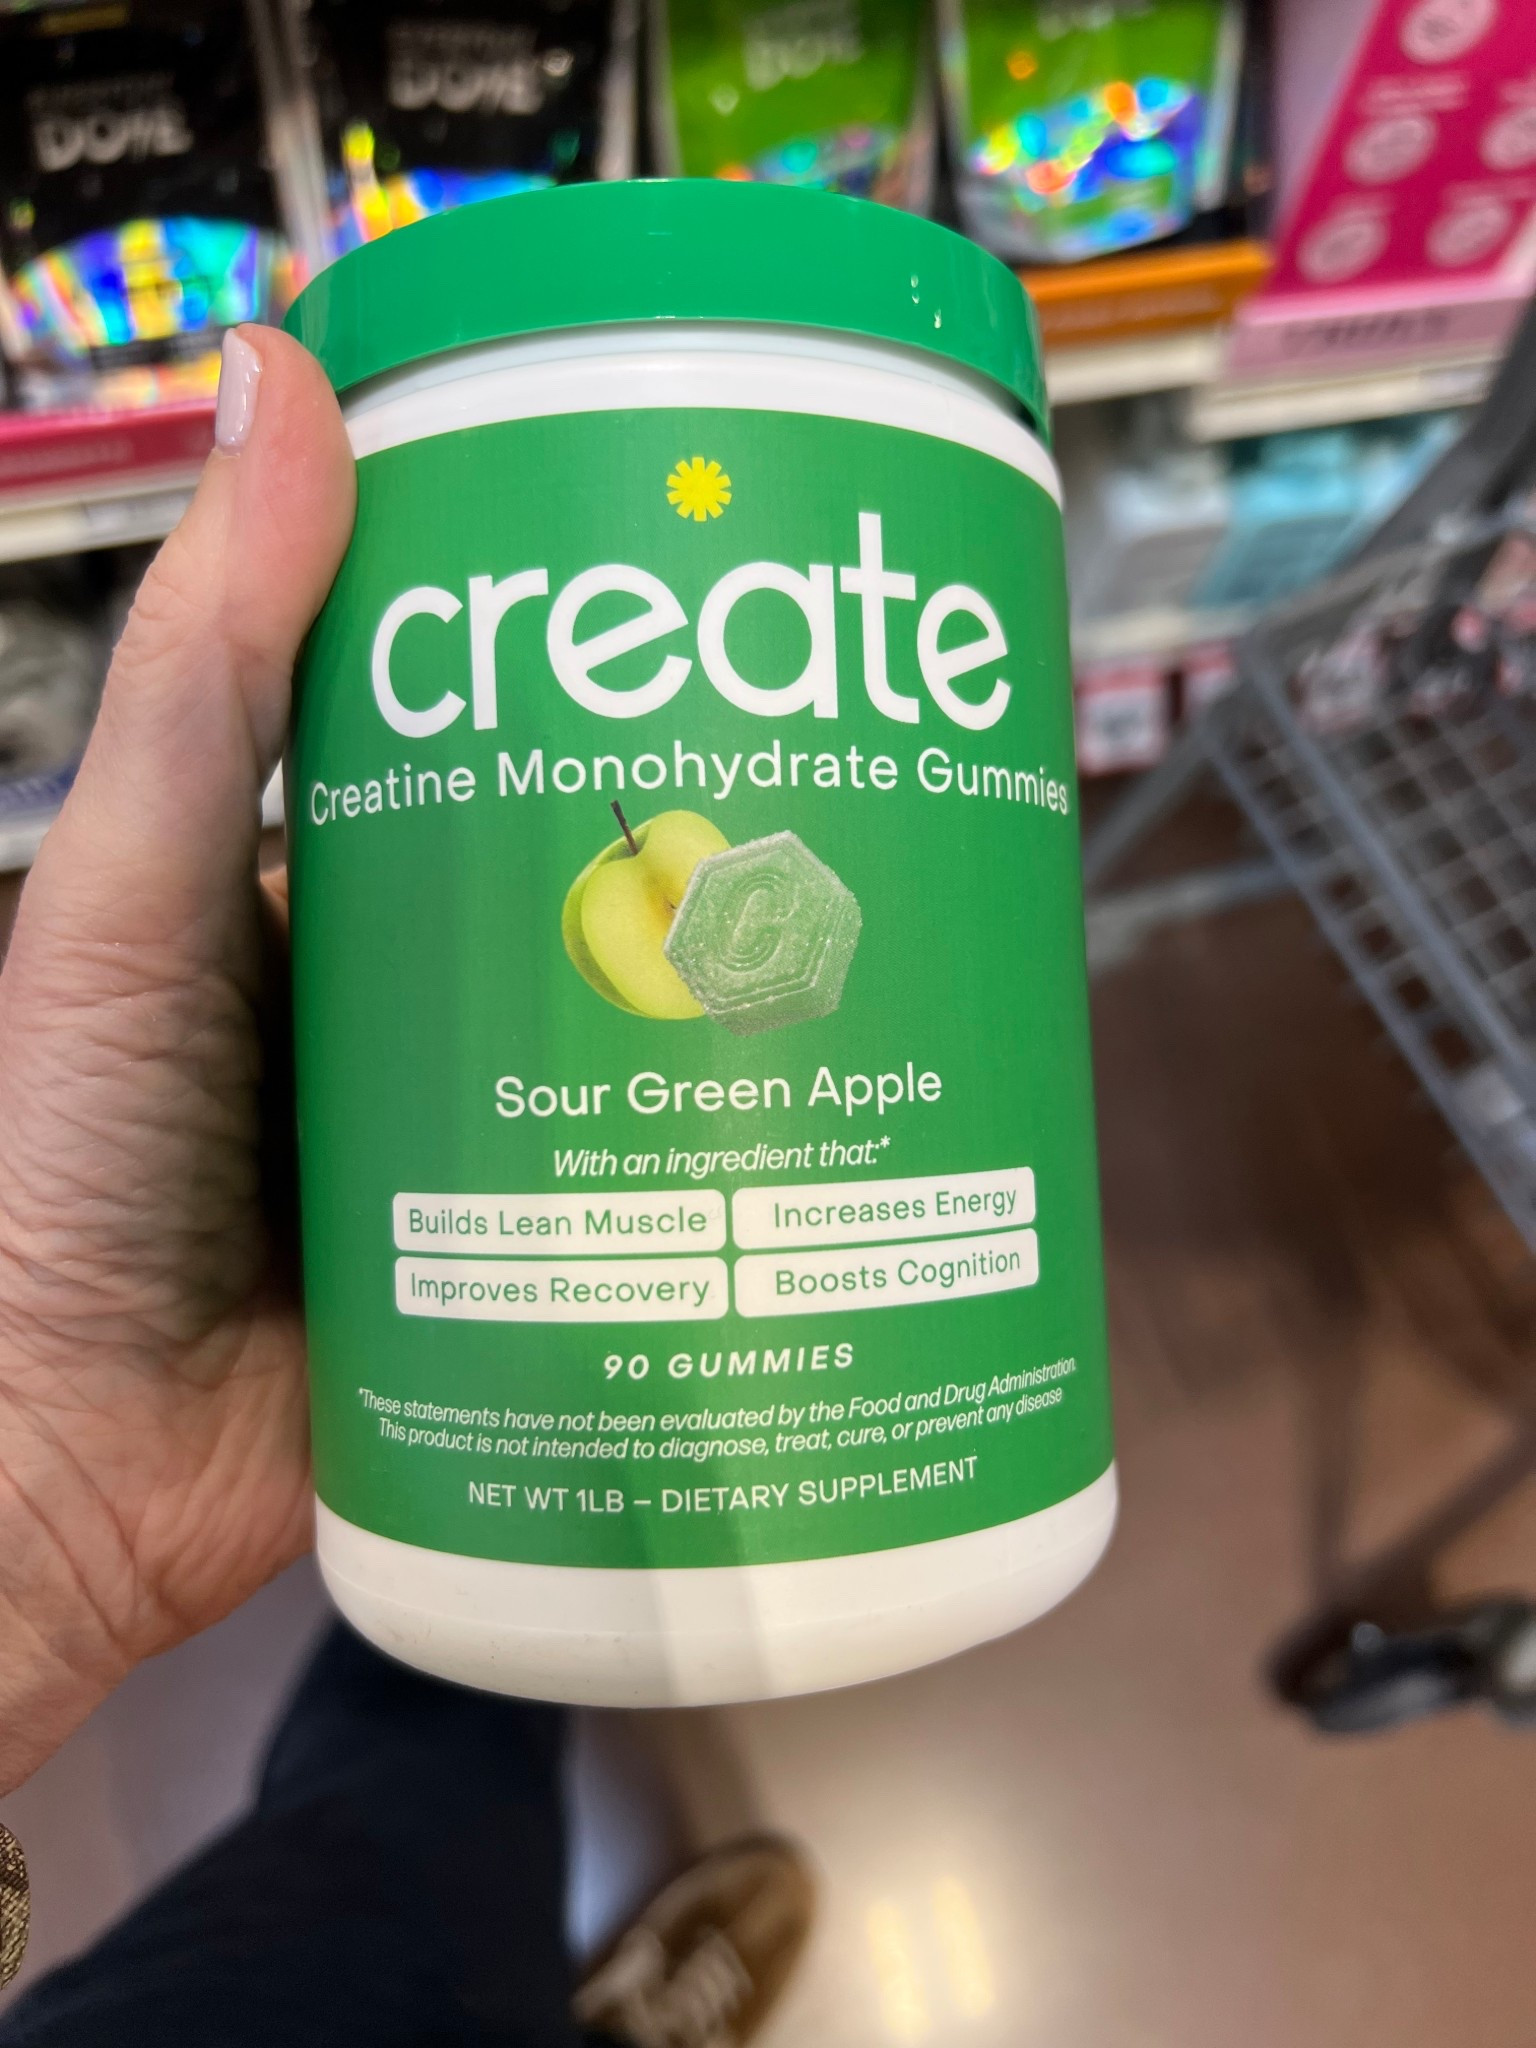 create
Creatine Monohydrate Gummies
C
Sour Green Apple
With an ingredient that:*
Builds Lean Muscle Increases Energy
Improves Recovery Boosts Cognition
90 GUMMIES
*These statements have not been evaluated by the Food and Drug Administration.
This product is not intended to diagnose, treat, cure, or prevent any disease
NET WT 1LB – DIETARY SUPPLEMENT